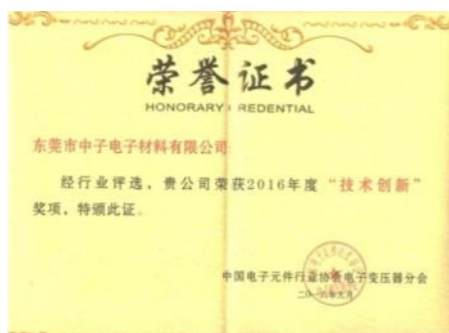 荣誉证书
HONORARY CREDENTIAL
东莞市中子电子材料有限公司:
经行业评选，贵公司荣获2016年度“技术创新”
奖项，特颁此证。
中国电子元件行业协会电子变压器分会